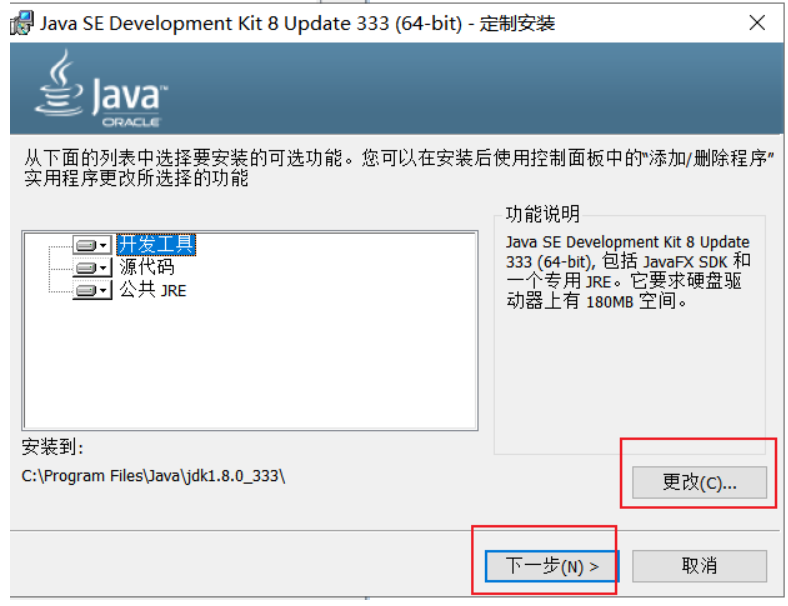 Java SE Development Kit 8 Update 333 (64-bit) - 定制安装
Java™
ORACLE
从下面的列表中选择要安装的可选功能。您可以在安装后使用控制面板中的“添加/删除程序”
实用程序更改所选择的功能
开发工具
源代码
公共 JRE
功能说明
Java SE Development Kit 8 Update
333 (64-bit), 包括 JavaFX SDK 和
一个专用 JRE。它要求硬盘驱
动器上有 180MB 空间。
安装到:
C:\Program Files\Java\jdk1.8.0_333\
更改(C)...
下一步(N) >
取消